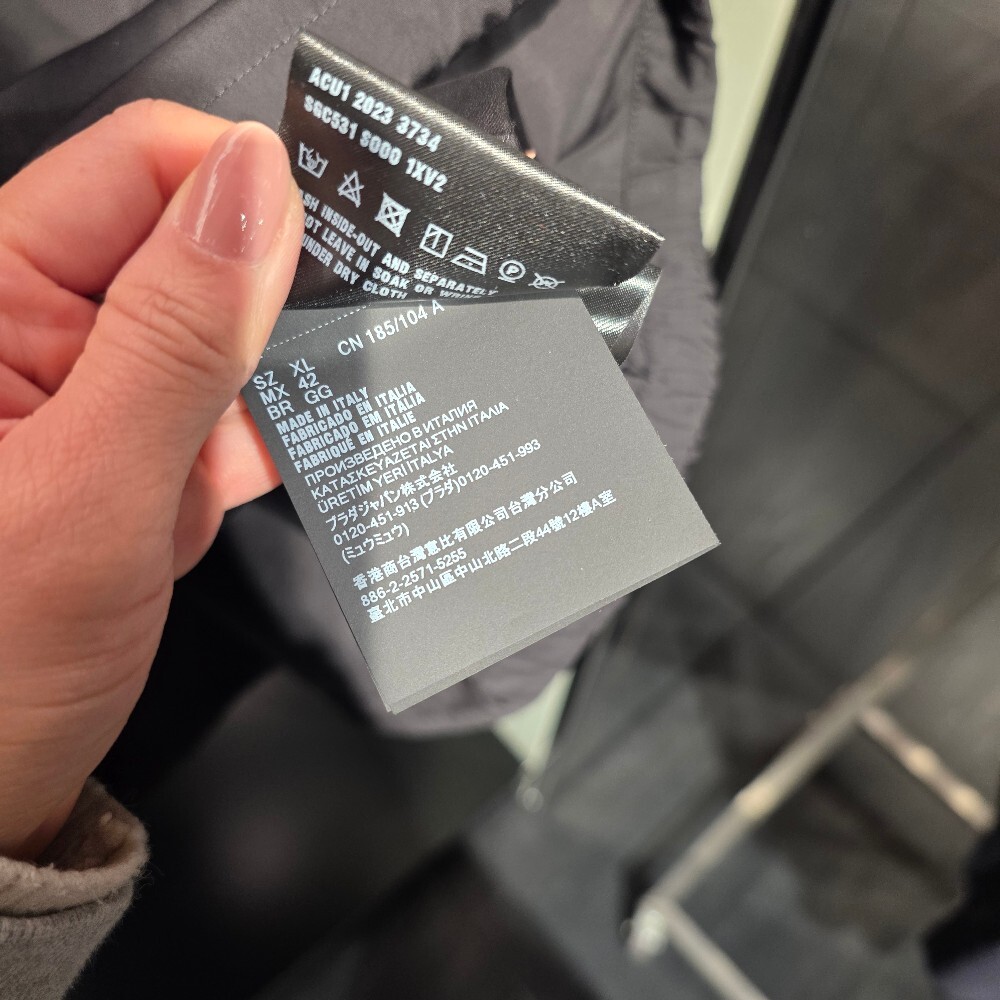 ACU1 2023 3734
SGC531 S000 1XV2
ASH INSIDE-OUT AND SEPARATELY
NOT LEAVE IN SOAK OR
UNDER DRY CLOTH
SZ XL CN 185/104 A
MX 42
BR GG
MADE IN ITALY
FABRICADO EN ITALIA
FABRICADO EM ITÁLIA
FABRIQUÉ EN ITALIE
ПРОИЗВЕДЕНО В ИТАЛИЯ
ΚΑΤΑΣΚΕΥΑΖΕΤΑΙ ΣΤΗΝ ΙΤΑΛΙΑ
ÜRETİM YERİ İTALYA
プラダジャパン株式会社
0120-451-913 (プラダ) 0120-451-993
(ミュウミュウ)
香港商台灣意比有限公司台灣分公司
886-2-2571-5255
臺北市中山區中山北路二段44號12樓A室